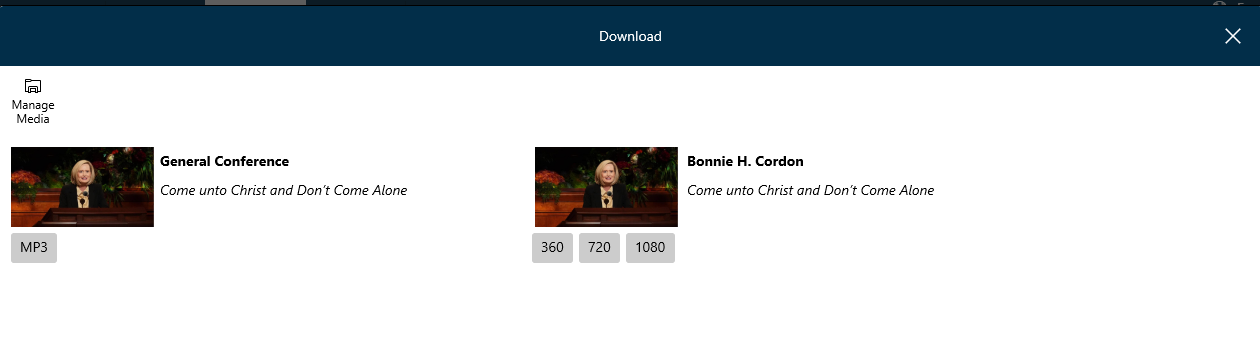 Download
Manage
Media
General Conference
Come unto Christ and Don't Come Alone
MP3
Bonnie H. Cordon
Come unto Christ and Don't Come Alone
360 720 1080